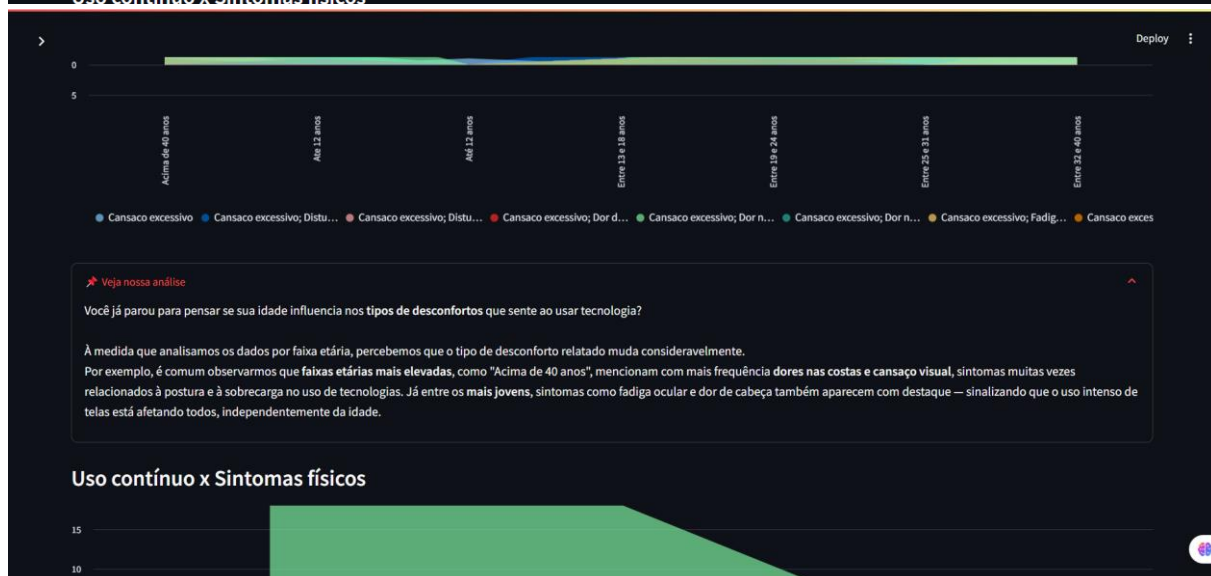 Uso contínuo x Sintomas físicos
Deploy
0
5
Acima de 40 anos
Ate 12 anos
Até 12 anos
Entre 13 e 18 anos
Entre 19 e 24 anos
Entre 25 e 31 anos
Entre 32 e 40 anos
Cansaco excessivo Cansaco excessivo; Distu... Cansaco excessivo; Distu... Cansaco excessivo; Dor d... Cansaco excessivo; Dor n... Cansaco excessivo; Dor n... Cansaco excessivo; Fadig... Cansaco exces
Veja nossa análise
Você já parou para pensar se sua idade influencia nos tipos de desconfortos que sente ao usar tecnologia?
À medida que analisamos os dados por faixa etária, percebemos que o tipo de desconforto relatado muda consideravelmente.
Por exemplo, é comum observarmos que faixas etárias mais elevadas, como "Acima de 40 anos", mencionam com mais frequência dores nas costas e cansaço visual, sintomas muitas vezes
relacionados à postura e à sobrecarga no uso de tecnologias. Já entre os mais jovens, sintomas como fadiga ocular e dor de cabeça também aparecem com destaque — sinalizando que o uso intenso de
telas está afetando todos, independentemente da idade.
Uso contínuo x Sintomas físicos
15
10